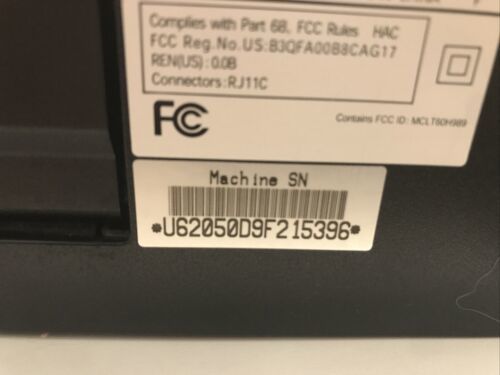 Complies with Part 68, FCC Rules HAC
FCC Reg.No.US:B3QFA00B8CAG17
REN(US) : 0.0B
Connectors:RJ11C
FC
Contains FCC ID: MCLT60H989
Machine SN
*U62050D9F215396*